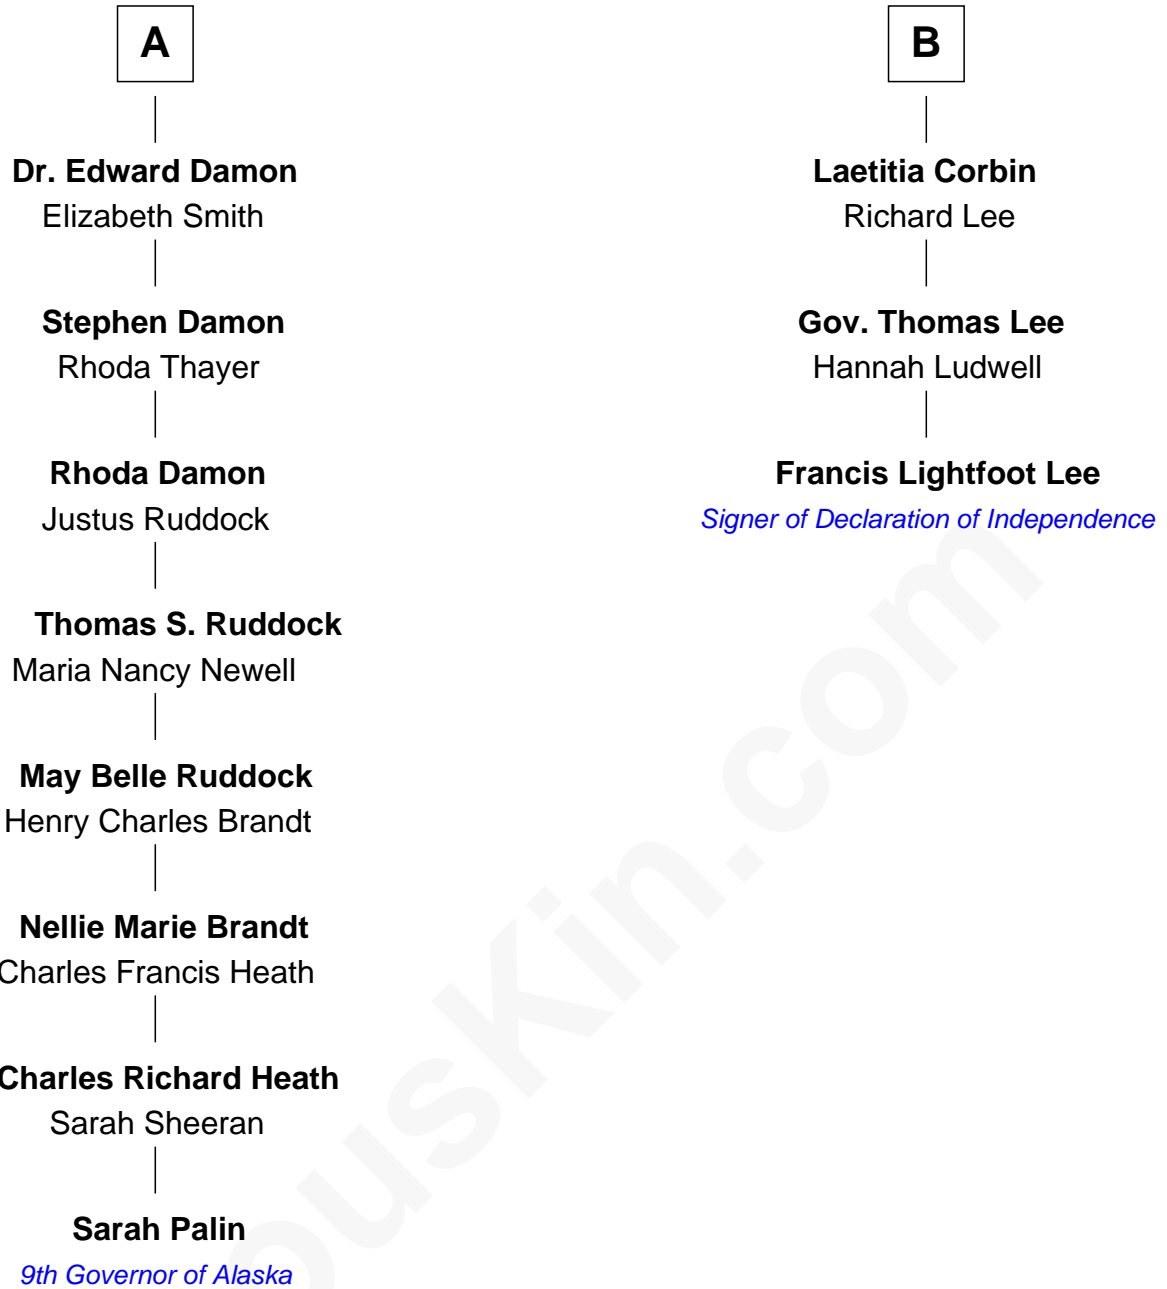 A
Dr. Edward Damon
Elizabeth Smith
Stephen Damon
Rhoda Thayer
Rhoda Damon
Justus Ruddock
Thomas S. Ruddock
Maria Nancy Newell
May Belle Ruddock
Henry Charles Brandt
Nellie Marie Brandt
Charles Francis Heath
Charles Richard Heath
Sarah Sheeran
Sarah Palin
9th Governor of Alaska
B
Laetitia Corbin
Richard Lee
Gov. Thomas Lee
Hannah Ludwell
Francis Lightfoot Lee
Signer of Declaration of Independence
ousKin.com